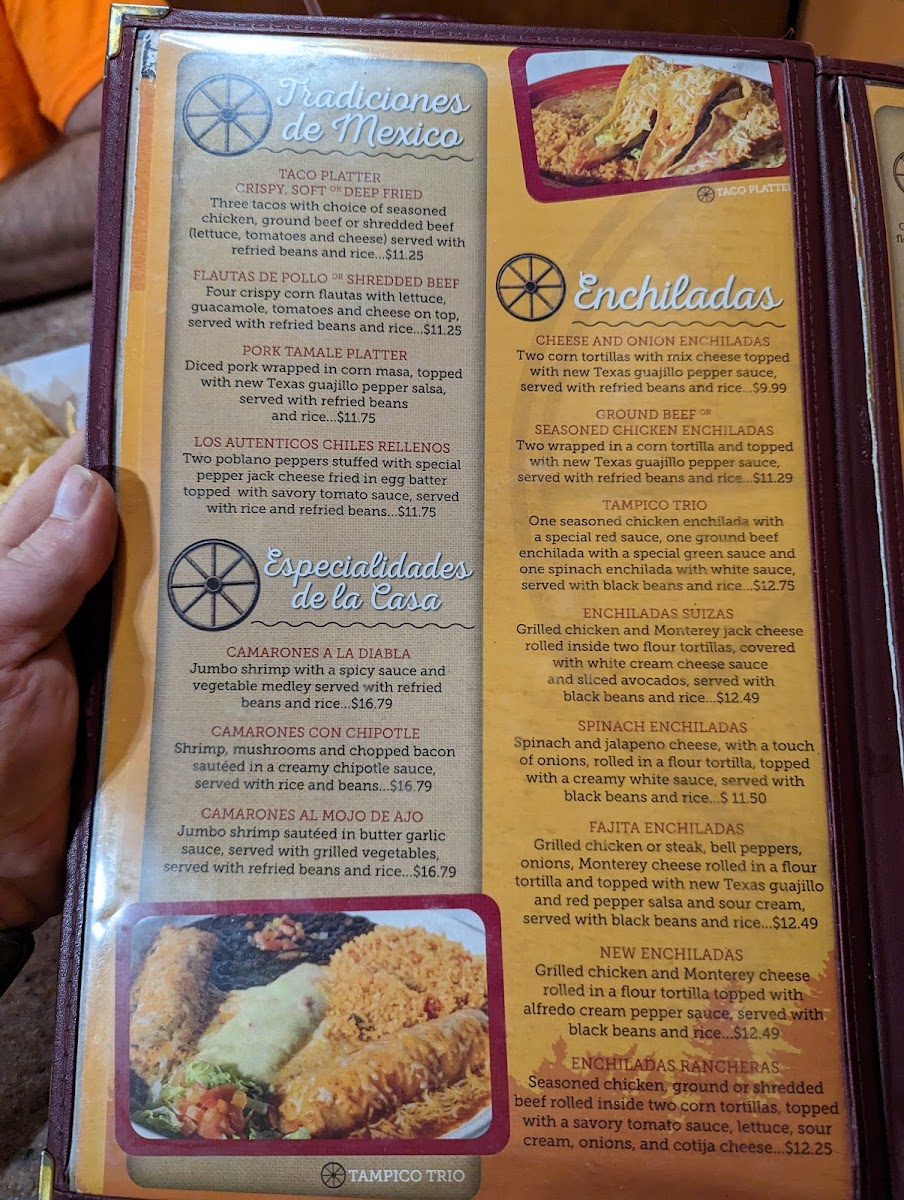 Tradiciones
de Mexico
TACO PLATTER
CRISPY, SOFT OR DEEP FRIED
Three tacos with choice of seasoned
chicken, ground beef or shredded beef
(lettuce, tomatoes and cheese) served with
refried beans and rice...$11.25
FLAUTAS DE POLLO OR SHREDDED BEEF
Four crispy corn flautas with lettuce,
guacamole, tomatoes and cheese on top,
served with refried beans and rice...$11.25
PORK TAMALE PLATTER
Diced pork wrapped in corn masa, topped
with new Texas guajillo pepper salsa,
served with refried beans
and rice...$11.75
LOS AUTENTICOS CHILES RELLENOS
Two poblano peppers stuffed with special
pepper jack cheese fried in egg batter
topped with savory tomato sauce, served
with rice and refried beans...$11.75
Especialidades
de la Casa
CAMARONES A LA DIABLA
Jumbo shrimp with a spicy sauce and
vegetable medley served with refried
beans and rice...$16.79
CAMARONES CON CHIPOTLE
Shrimp, mushrooms and chopped bacon
sautéed in a creamy chipotle sauce,
served with rice and beans...$16.79
CAMARONES AL MOJO DE AJO
Jumbo shrimp sautéed in butter garlic
sauce, served with grilled vegetables,
served with refried beans and rice...$16.79
TAMPICO TRIO
TACO PLATTER
Enchiladas
CHEESE AND ONION ENCHILADAS
Two corn tortillas with mix cheese topped
with new Texas guajillo pepper sauce,
served with refried beans and rice...$9.99
GROUND BEEF OR
SEASONED CHICKEN ENCHILADAS
Two wrapped in a corn tortilla and topped
with new Texas guajillo pepper sauce,
served with refried beans and rice...$11.29
TAMPICO TRIO
One seasoned chicken enchilada with
a special red sauce, one ground beef
enchilada with a special green sauce and
one spinach enchilada with white sauce,
served with black beans and rice...$12.75
ENCHILADAS SUIZAS
Grilled chicken and Monterey jack cheese
rolled inside two flour tortillas, covered
with white cream cheese sauce
and sliced avocados, served with
black beans and rice...$12.49
SPINACH ENCHILADAS
Spinach and jalapeno cheese, with a touch
of onions, rolled in a flour tortilla, topped
with a creamy white sauce, served with
black beans and rice...$ 11.50
FAJITA ENCHILADAS
Grilled chicken or steak, bell peppers,
onions, Monterey cheese rolled in a flour
tortilla and topped with new Texas guajillo
and red pepper salsa and sour cream,
served with black beans and rice...$12.49
NEW ENCHILADAS
Grilled chicken and Monterey cheese
rolled in a flour tortilla topped with
alfredo cream pepper sauce, served with
black beans and rice...$12.49
ENCHILADAS RANCHERAS
Seasoned chicken, ground or shredded
beef rolled inside two corn tortillas, topped
with a savory tomato sauce, lettuce, sour
cream, onions, and cotija cheese...$12.25